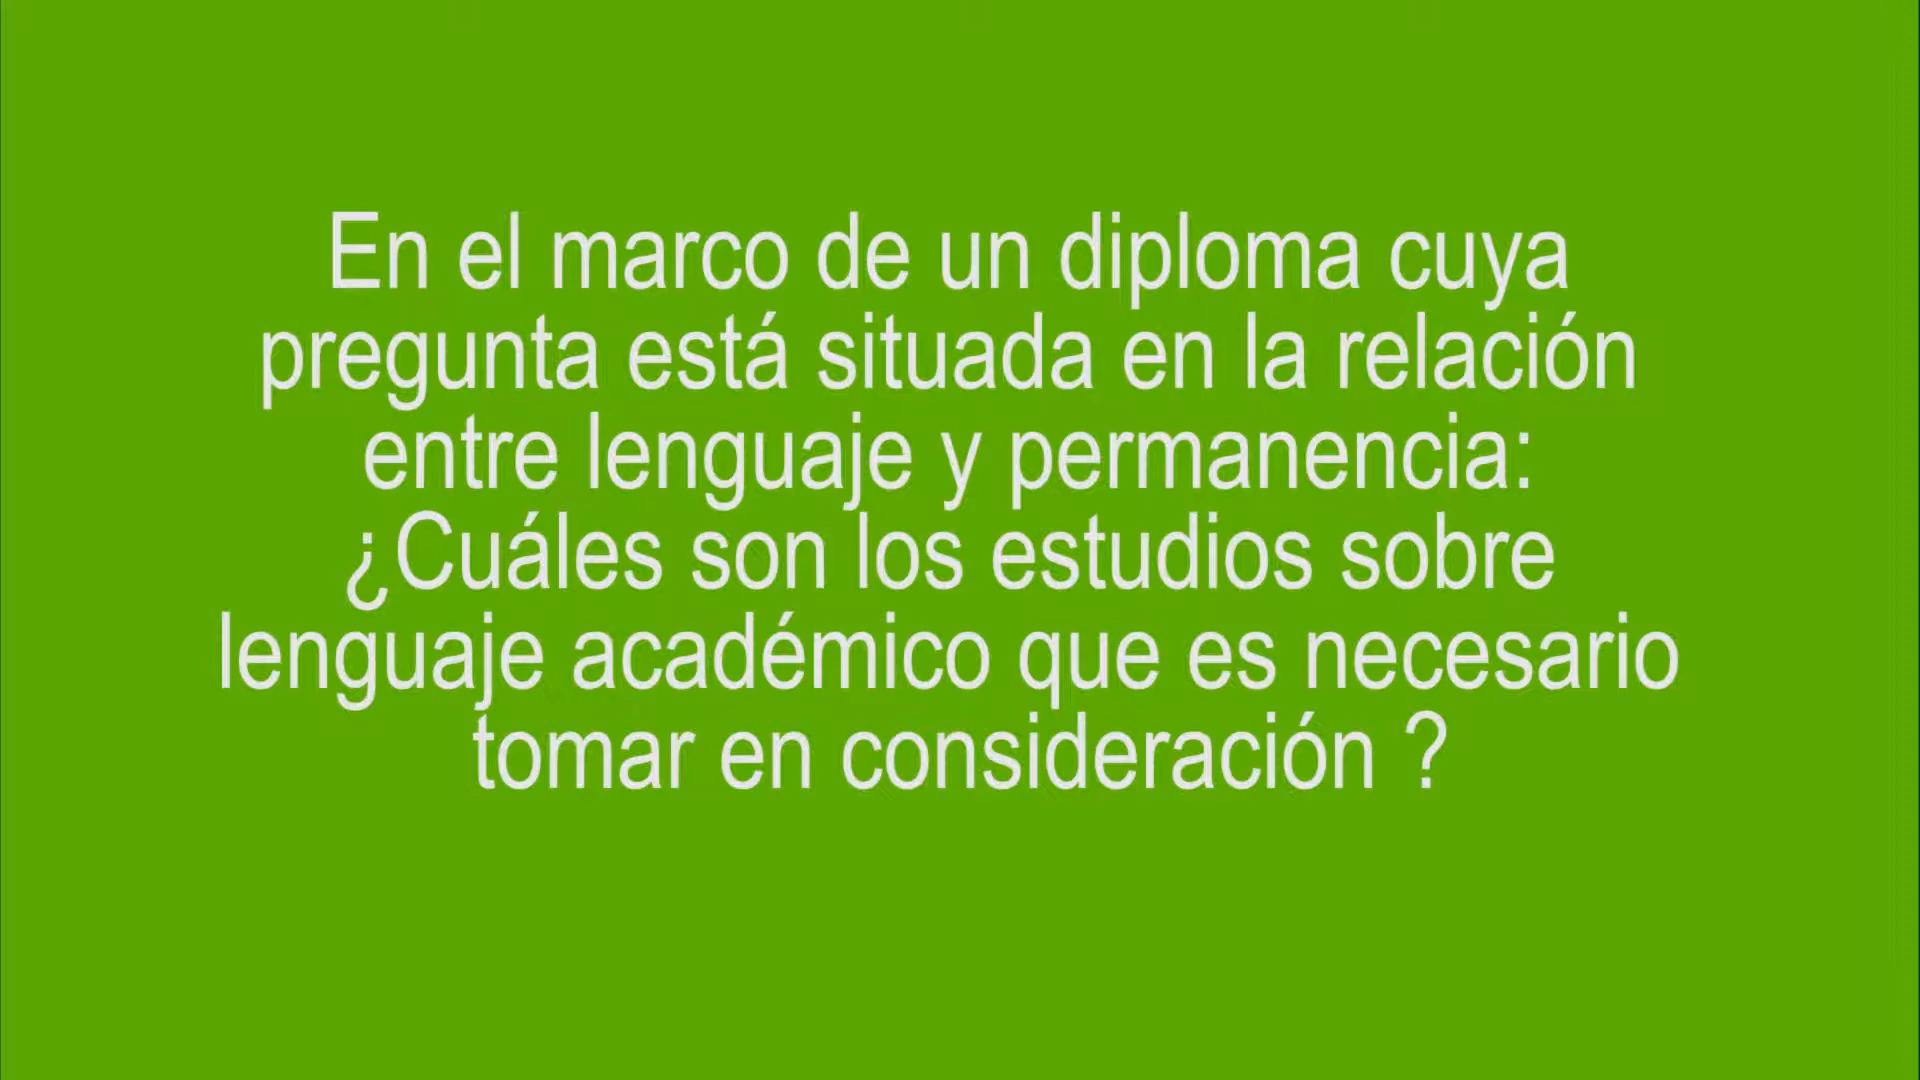 En el marco de un diploma cuya
pregunta está situada en la relación
entre lenguaje y permanencia:
¿Cuáles son los estudios sobre
lenguaje académico que es necesario
tomar en consideración ?